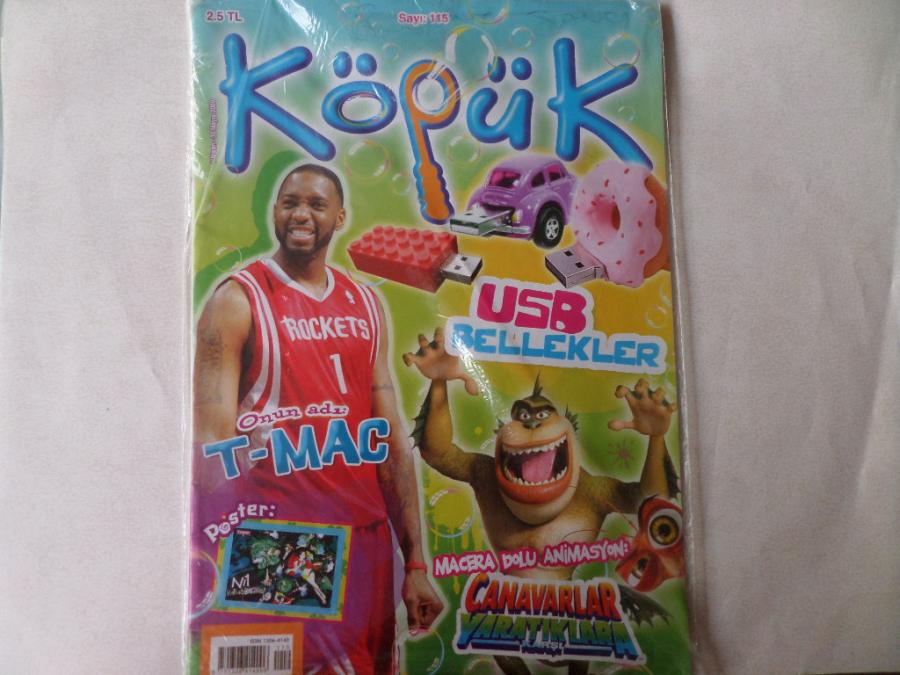 2.5 TL
Sayı: 115
Köpük
USB
BELLEKLER
ROCKETS
1
Onun adı:
T-MAC
Poster:
MACERA DOLU ANİMASYON:
CANAVARLAR
YARATIKLARA
KARŞI